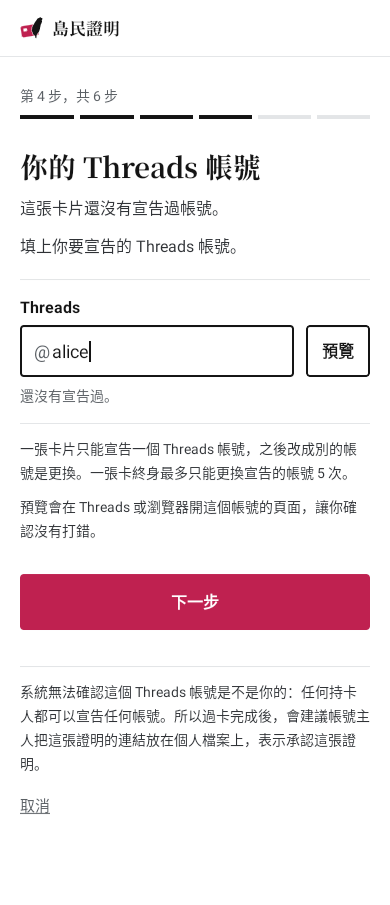 島民證明
第 4 步，共 6 步
你的 Threads 帳號
這張卡片還沒有宣告過帳號。
填上你要宣告的 Threads 帳號。
Threads
@alice
預覽
還沒有宣告過。
一張卡片只能宣告一個 Threads 帳號，之後改成別的帳
號是更換。一張卡終身最多只能更換宣告的帳號 5 次。
預覽會在 Threads 或瀏覽器開這個帳號的頁面，讓你確
認沒有打錯。
下一步
系統無法確認這個 Threads 帳號是不是你的：任何持卡
人都可以宣告任何帳號。所以過卡完成後，會建議帳號主
人把這張證明的連結放在個人檔案上，表示承認這張證
明。
取消